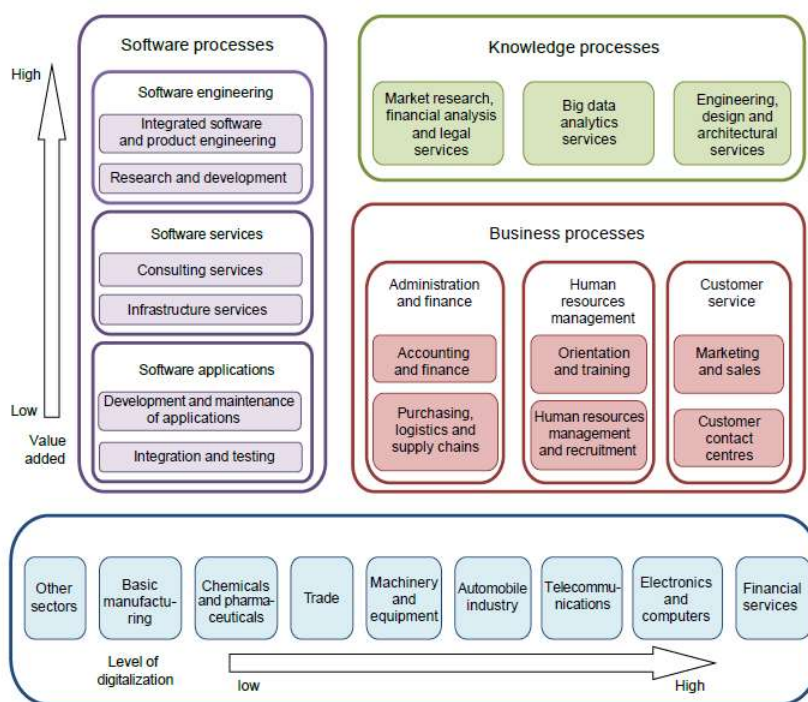 Software processes
High
Software engineering
Integrated software
and product engineering
Research and development
Software services
Consulting services
Infrastructure services
Software applications
Development and maintenance
of applications
Integration and testing
Low
Value
added
Knowledge processes
Market research,
financial analysis
and legal
services
Big data
analytics
services
Engineering,
design and
architectural
services
Business processes
Administration
and finance
Accounting
and finance
Purchasing,
logistics and
supply chains
Human
resources
management
Orientation
and training
Human resources
management
and recruitment
Customer
service
Marketing
and sales
Customer
contact
centres
Other
sectors
Basic
manufactu-
ring
Chemicals
and pharma-
ceuticals
Trade
Machinery
and
equipment
Automobile
industry
Telecommu-
nications
Electronics
and
computers
Financial
services
Level of
digitalization
low
High